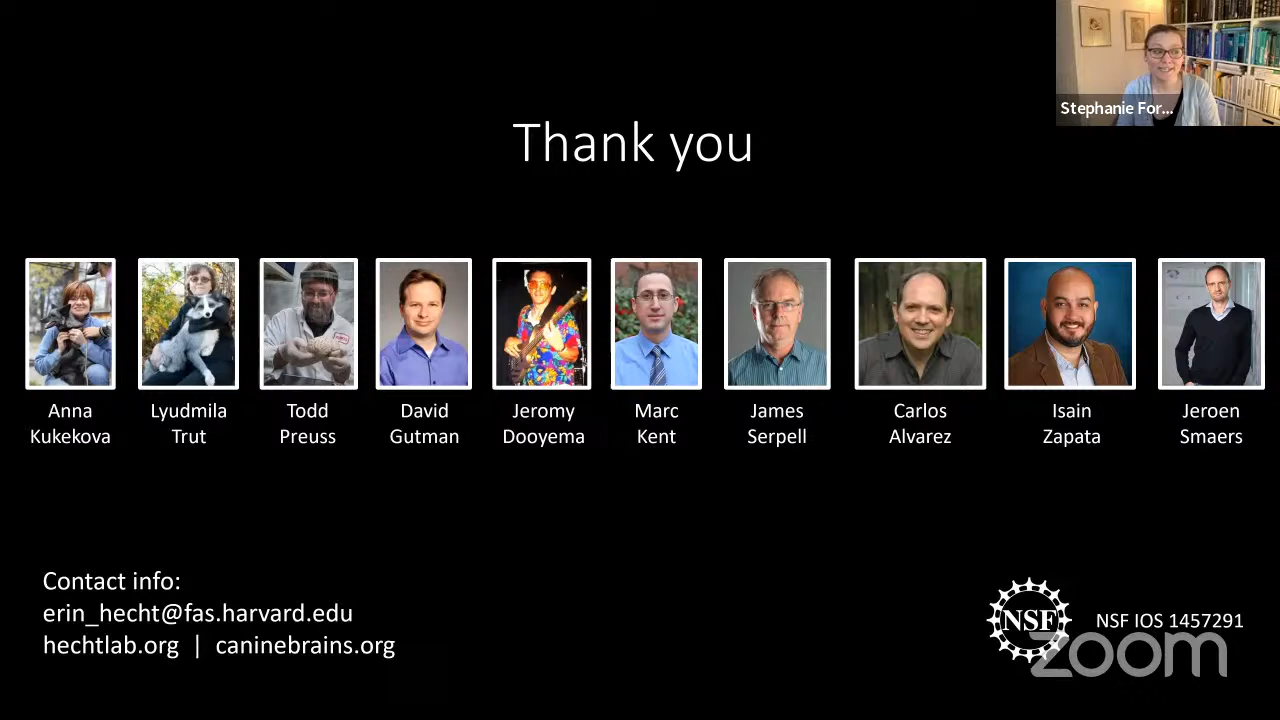 Stephanie For...
Thank you
Anna Kukekova
Lyudmila Trut
Todd Preuss
David Gutman
Jeromy Dooyema
Marc Kent
James Serpell
Carlos Alvarez
Isain Zapata
Jeroen Smaers
Contact info:
erin_hecht@fas.harvard.edu
hechtlab.org | caninebrains.org
NSF
NSF IOS 1457291
zoom